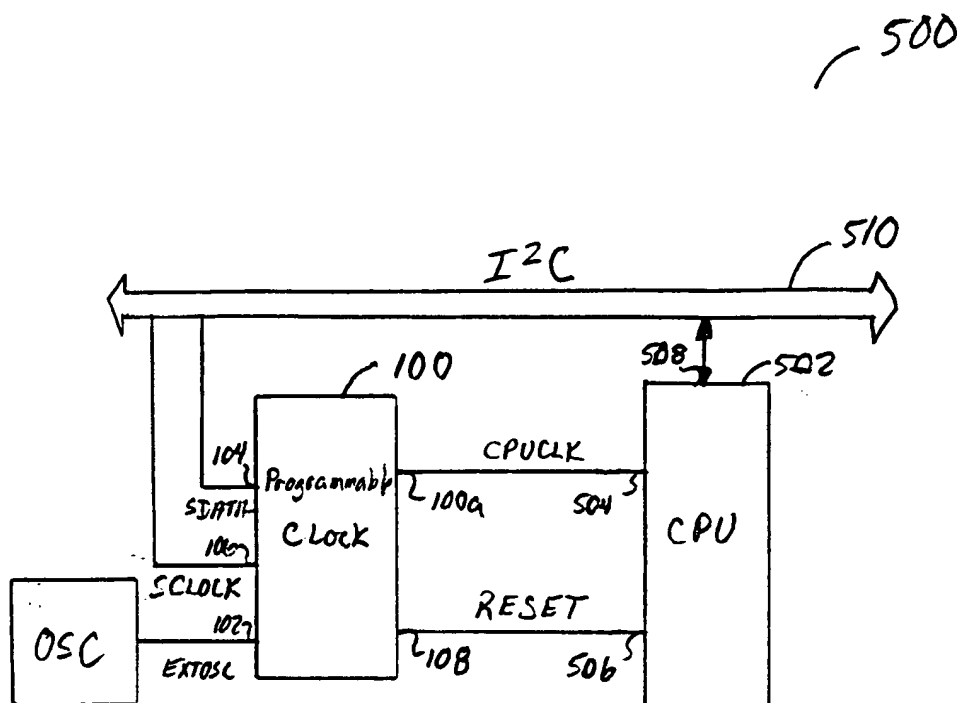 500
I²C
510
508
502
100
104
Programmable
CPUCLK
SDATA
100a
504
CLOCK
CPU
106
SCLOCK
RESET
102
OSC
EXTOSC
108
506